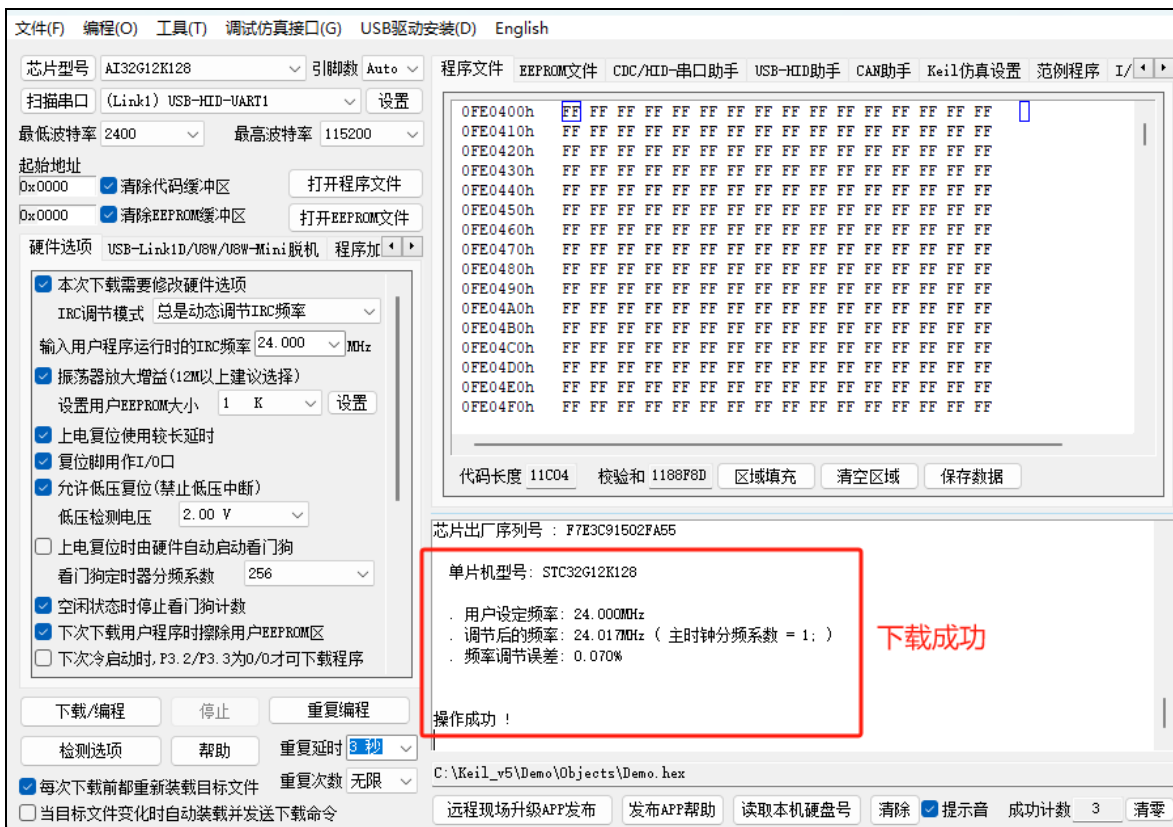 文件(F) 编程(O) 工具(T) 调试仿真接口(G) USB驱动安装(D) English
芯片型号 AI32G12K128 引脚数 Auto
扫描串口 (Link1) USB-HID-UART1 设置
最低波特率 2400 最高波特率 115200
起始地址
0x0000 清除代码缓冲区 打开程序文件
0x0000 清除EEPROM缓冲区 打开EEPROM文件
硬件选项 USB-Link1D/U8W/U8W-Mini脱机 程序加
本次下载需要修改硬件选项
IRC调节模式 总是动态调节IRC频率
输入用户程序运行时的IRC频率 24.000 MHz
振荡器放大增益(12M以上建议选择)
设置用户EEPROM大小 1 K 设置
上电复位使用较长延时
复位脚用作I/O口
允许低压复位(禁止低压中断)
低压检测电压 2.00 V
上电复位时由硬件自动启动看门狗
看门狗定时器分频系数 256
空闲状态时停止看门狗计数
下次下载用户程序时擦除用户EEPROM区
下次冷启动时,P3.2/P3.3为0/0才可下载程序
下载/编程 停止 重复编程
检测选项 帮助 重复延时 3 秒
每次下载前都重新装载目标文件 重复次数 无限
当目标文件变化时自动装载并发送下载命令
程序文件 EEPROM文件 CDC/HID-串口助手 USB-HID助手 CAN助手 Keil仿真设置 范例程序 I/
0FE0400h FF FF FF FF FF FF FF FF FF FF FF FF FF FF FF FF
0FE0410h FF FF FF FF FF FF FF FF FF FF FF FF FF FF FF FF
0FE0420h FF FF FF FF FF FF FF FF FF FF FF FF FF FF FF FF
0FE0430h FF FF FF FF FF FF FF FF FF FF FF FF FF FF FF FF
0FE0440h FF FF FF FF FF FF FF FF FF FF FF FF FF FF FF FF
0FE0450h FF FF FF FF FF FF FF FF FF FF FF FF FF FF FF FF
0FE0460h FF FF FF FF FF FF FF FF FF FF FF FF FF FF FF FF
0FE0470h FF FF FF FF FF FF FF FF FF FF FF FF FF FF FF FF
0FE0480h FF FF FF FF FF FF FF FF FF FF FF FF FF FF FF FF
0FE0490h FF FF FF FF FF FF FF FF FF FF FF FF FF FF FF FF
0FE04A0h FF FF FF FF FF FF FF FF FF FF FF FF FF FF FF FF
0FE04B0h FF FF FF FF FF FF FF FF FF FF FF FF FF FF FF FF
0FE04C0h FF FF FF FF FF FF FF FF FF FF FF FF FF FF FF FF
0FE04D0h FF FF FF FF FF FF FF FF FF FF FF FF FF FF FF FF
0FE04E0h FF FF FF FF FF FF FF FF FF FF FF FF FF FF FF FF
0FE04F0h FF FF FF FF FF FF FF FF FF FF FF FF FF FF FF FF
代码长度 11C04 校验和 1188F8D 区域填充 清空区域 保存数据
芯片出厂序列号 : F7E3C91502FA55
单片机型号: STC32G12K128
. 用户设定频率: 24.000MHz
. 调节后的频率: 24.017MHz ( 主时钟分频系数 = 1; )
. 频率调节误差: 0.070%
下载成功
操作成功 !
C:\Keil_v5\Demo\Objects\Demo.hex
远程现场升级APP发布 发布APP帮助 读取本机硬盘号 清除 提示音 成功计数 3 清零